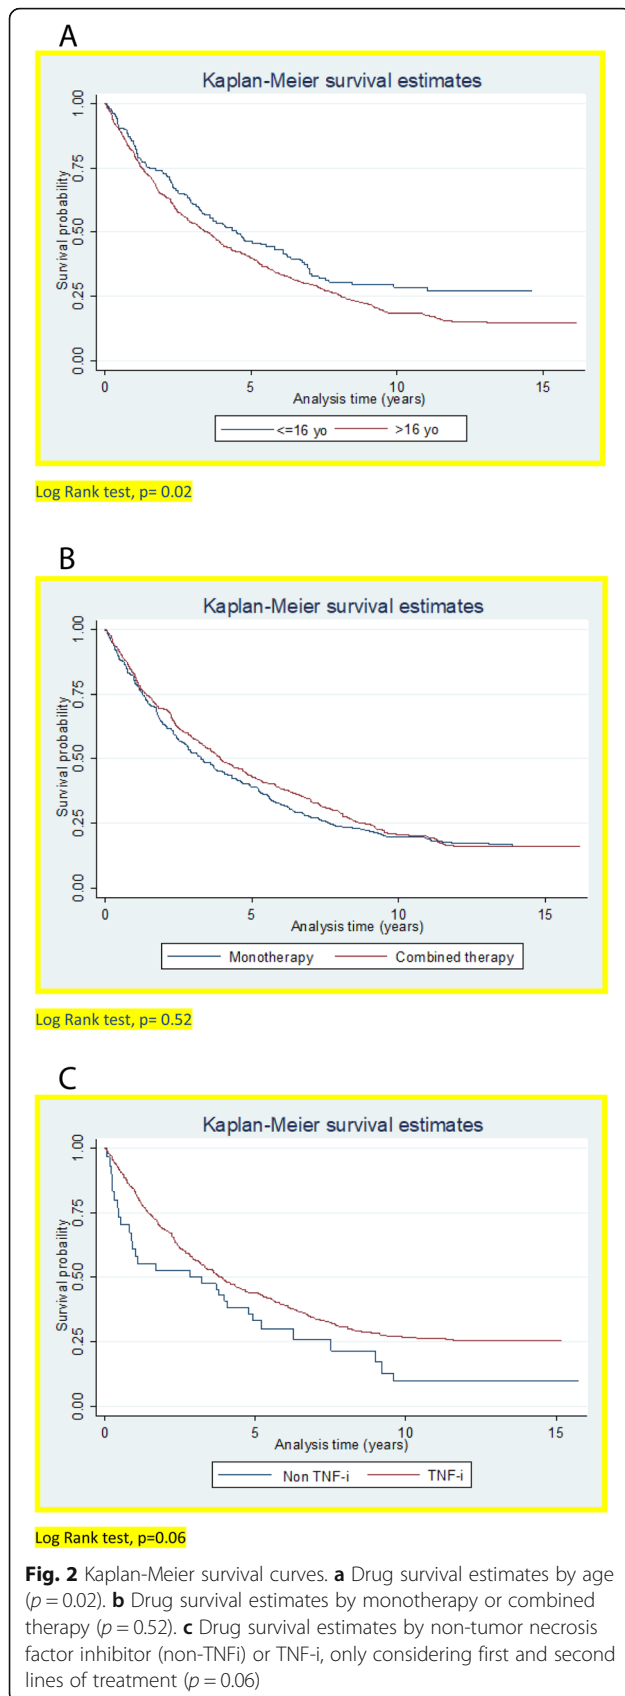 A
Kaplan-Meier survival estimates
Survival probability
1.00
0.75
0.50
0.25
0.00
0 5 10 15
Analysis time (years)
<=16 yo >16 yo
Log Rank test, p= 0.02
B
Kaplan-Meier survival estimates
Survival probability
1.00
0.75
0.50
0.25
0.00
0 5 10 15
Analysis time (years)
Monotherapy Combined therapy
Log Rank test, p= 0.52
C
Kaplan-Meier survival estimates
Survival probability
1.00
0.75
0.50
0.25
0.00
0 5 10 15
Analysis time (years)
Non TNF-i TNF-i
Log Rank test, p=0.06
Fig. 2 Kaplan-Meier survival curves. a Drug survival estimates by age
(p = 0.02). b Drug survival estimates by monotherapy or combined
therapy (p = 0.52). c Drug survival estimates by non-tumor necrosis
factor inhibitor (non-TNFi) or TNF-i, only considering first and second
lines of treatment (p = 0.06)